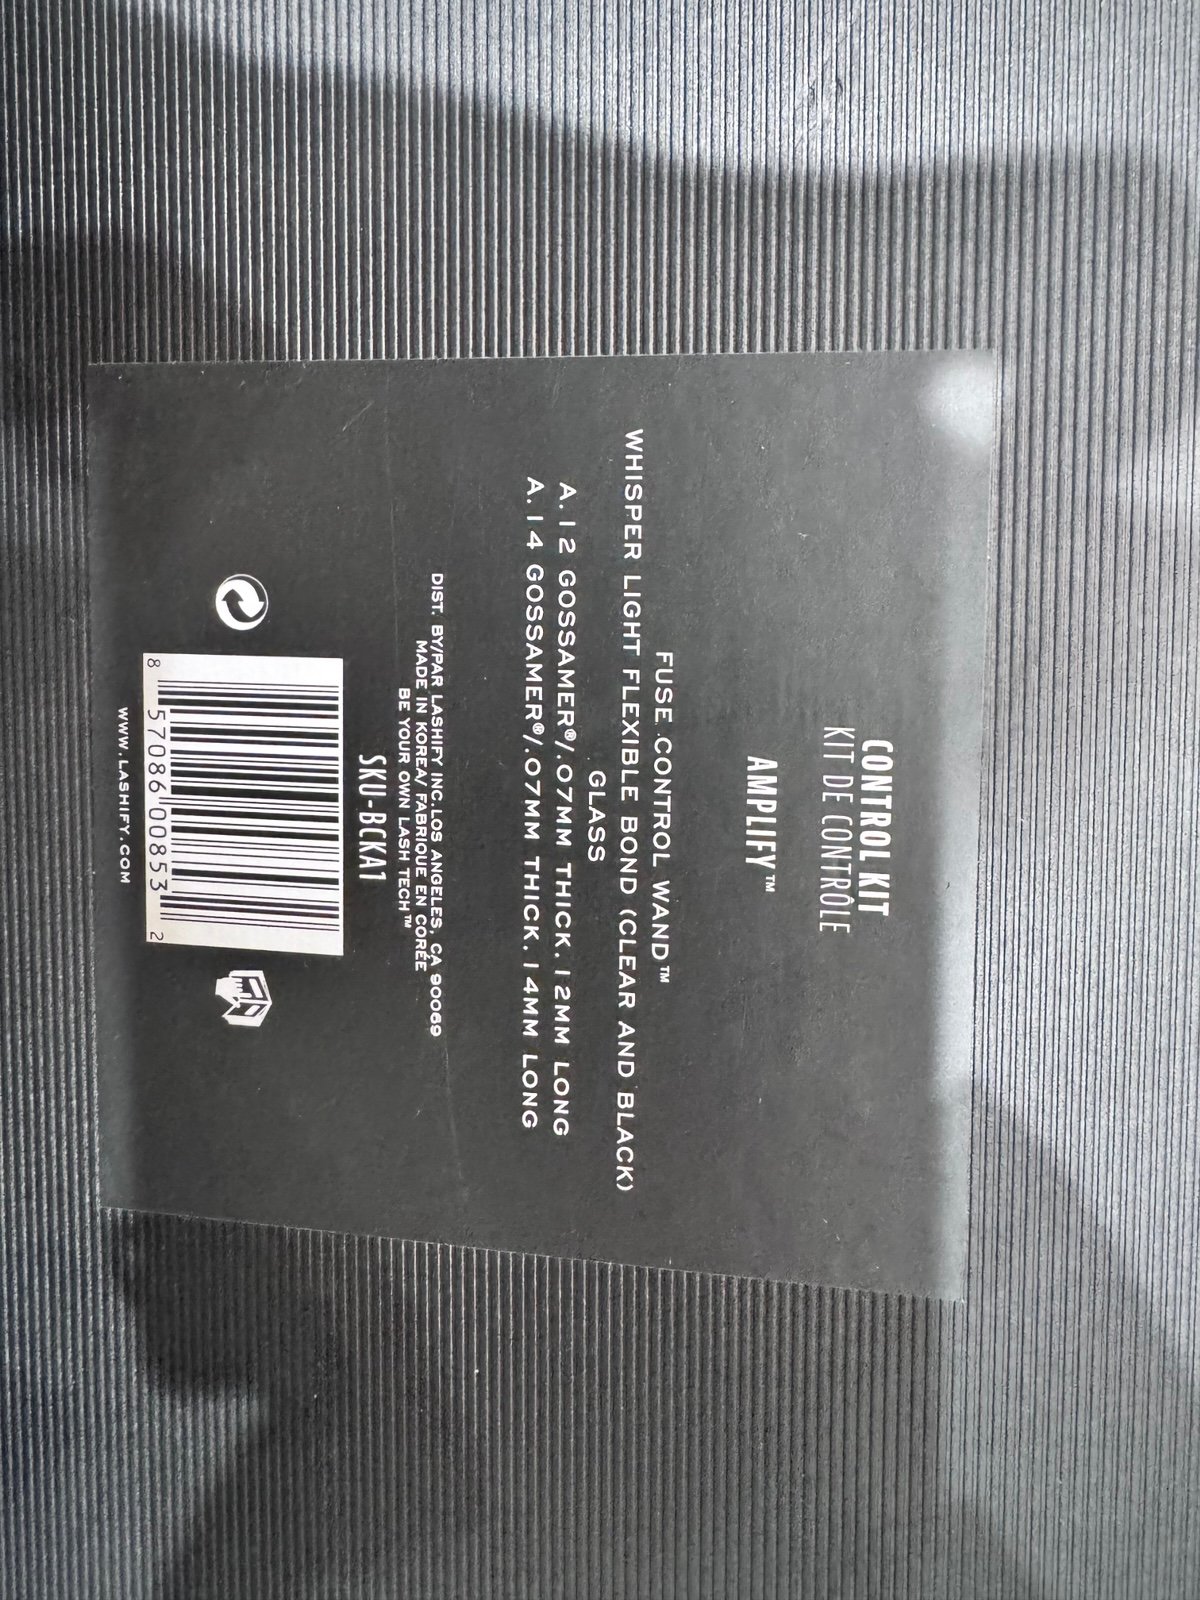 CONTROL KIT
KIT DE CONTRÔLE
AMPLIFY™
FUSE CONTROL WAND™
WHISPER LIGHT FLEXIBLE BOND (CLEAR AND BLACK)
GLASS
A.12 GOSSAMER®/.07MM THICK.12MM LONG
A.14 GOSSAMER®/.07MM THICK.14MM LONG
DIST. BY/PAR LASHIFY INC.LOS ANGELES, CA 90069
MADE IN KOREA/ FABRIQUE EN CORÉE
BE YOUR OWN LASH TECH™
SKU-BCKA1
8 57086 00853 2
WWW.LASHIFY.COM